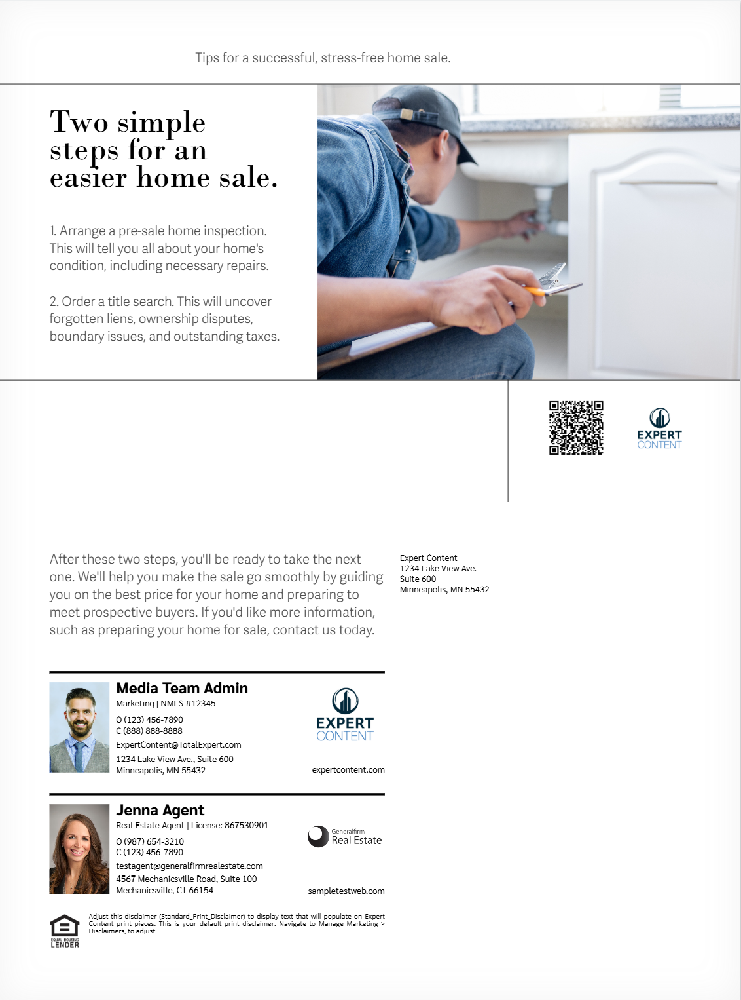 Tips for a successful, stress-free home sale.
Two simple
steps for an
easier home sale.
1. Arrange a pre-sale home inspection.
This will tell you all about your home's
condition, including necessary repairs.
2. Order a title search. This will uncover
forgotten liens, ownership disputes,
boundary issues, and outstanding taxes.
EXPERT
CONTENT
After these two steps, you'll be ready to take the next
one. We'll help you make the sale go smoothly by guiding
you on the best price for your home and preparing to
meet prospective buyers. If you'd like more information,
such as preparing your home for sale, contact us today.
Expert Content
1234 Lake View Ave.
Suite 600
Minneapolis, MN 55432
Media Team Admin
Marketing | NMLS #12345
O (123) 456-7890
C (888) 888-8888
ExpertContent@TotalExpert.com
1234 Lake View Ave., Suite 600
Minneapolis, MN 55432
EXPERT
CONTENT
expertcontent.com
Jenna Agent
Real Estate Agent | License: 867530901
O (987) 654-3210
C (123) 456-7890
testagent@generalfirmrealestate.com
4567 Mechanicsville Road, Suite 100
Mechanicsville, CT 66154
Generalfirm
Real Estate
sampletestweb.com
EQUAL HOUSING
LENDER
Adjust this disclaimer (Standard_Print_Disclaimer) to display text that will populate on Expert
Content print pieces. This is your default print disclaimer. Navigate to Manage Marketing >
Disclaimers, to adjust.